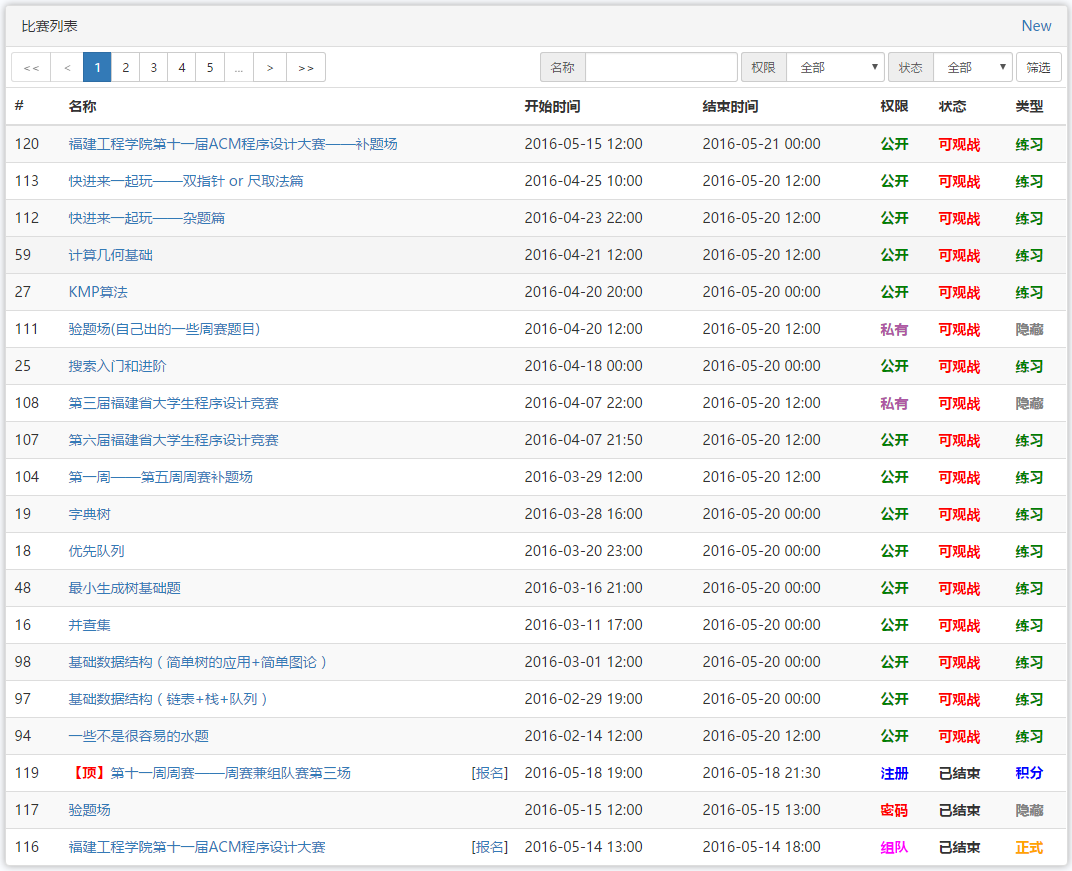 比赛列表 New
<< < 1 2 3 4 5 ... > >> 名称 权限 全部 状态 全部 筛选
# 名称 开始时间 结束时间 权限 状态 类型
120 福建工程学院第十一届ACM程序设计大赛——补题场 2016-05-15 12:00 2016-05-21 00:00 公开 可观战 练习
113 快进来一起玩——双指针 or 尺取法篇 2016-04-25 10:00 2016-05-20 12:00 公开 可观战 练习
112 快进来一起玩——杂题篇 2016-04-23 22:00 2016-05-20 12:00 公开 可观战 练习
59 计算几何基础 2016-04-21 12:00 2016-05-20 12:00 公开 可观战 练习
27 KMP算法 2016-04-20 20:00 2016-05-20 00:00 公开 可观战 练习
111 验题场(自己出的一些周赛题目) 2016-04-20 12:00 2016-05-20 12:00 私有 可观战 隐藏
25 搜索入门和进阶 2016-04-18 00:00 2016-05-20 00:00 公开 可观战 练习
108 第三届福建省大学生程序设计竞赛 2016-04-07 22:00 2016-05-20 12:00 私有 可观战 隐藏
107 第六届福建省大学生程序设计竞赛 2016-04-07 21:50 2016-05-20 12:00 公开 可观战 练习
104 第一周——第五周周赛补题场 2016-03-29 12:00 2016-05-20 12:00 公开 可观战 练习
19 字典树 2016-03-28 16:00 2016-05-20 00:00 公开 可观战 练习
18 优先队列 2016-03-20 23:00 2016-05-20 00:00 公开 可观战 练习
48 最小生成树基础题 2016-03-16 21:00 2016-05-20 00:00 公开 可观战 练习
16 并查集 2016-03-11 17:00 2016-05-20 00:00 公开 可观战 练习
98 基础数据结构（简单树的应用+简单图论） 2016-03-01 12:00 2016-05-20 00:00 公开 可观战 练习
97 基础数据结构（链表+栈+队列） 2016-02-29 19:00 2016-05-20 00:00 公开 可观战 练习
94 一些不是很容易的水题 2016-02-14 12:00 2016-05-20 12:00 公开 可观战 练习
119 【顶】第十一周周赛——周赛兼组队赛第三场 [报名] 2016-05-18 19:00 2016-05-18 21:30 注册 已结束 积分
117 验题场 2016-05-15 12:00 2016-05-15 13:00 密码 已结束 隐藏
116 福建工程学院第十一届ACM程序设计大赛 [报名] 2016-05-14 13:00 2016-05-14 18:00 组队 已结束 正式